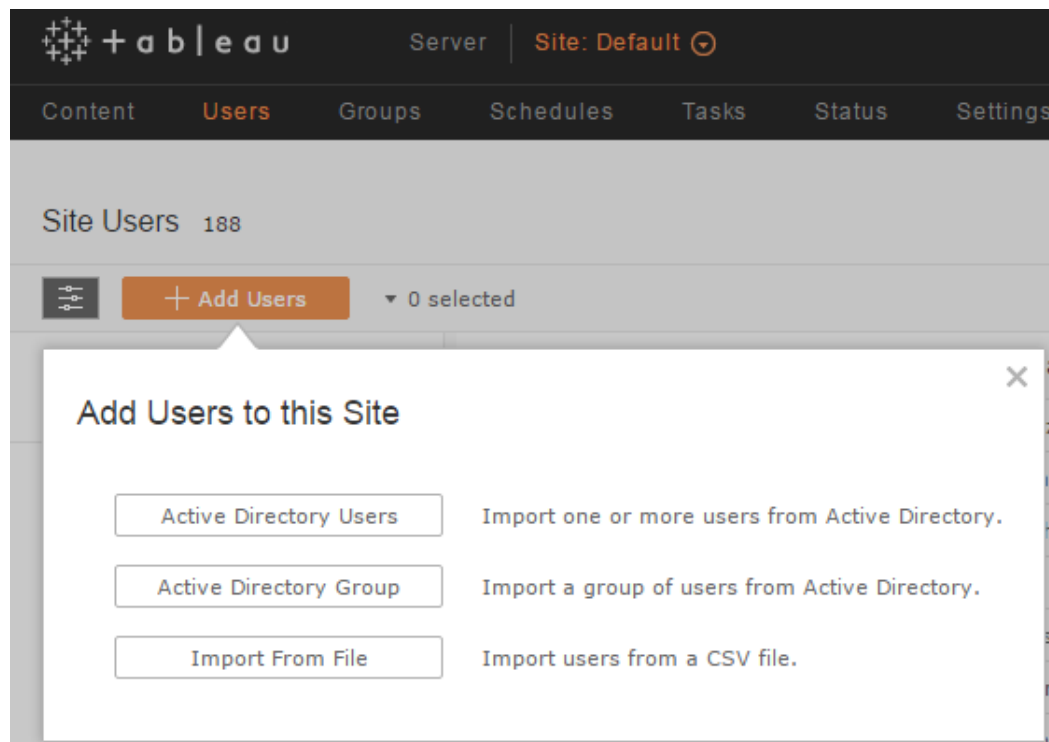 + a b l e a u Server Site: Default
Content Users Groups Schedules Tasks Status Settings
Site Users 188
+ Add Users 0 selected
Add Users to this Site
Active Directory Users Import one or more users from Active Directory.
Active Directory Group Import a group of users from Active Directory.
Import From File Import users from a CSV file.